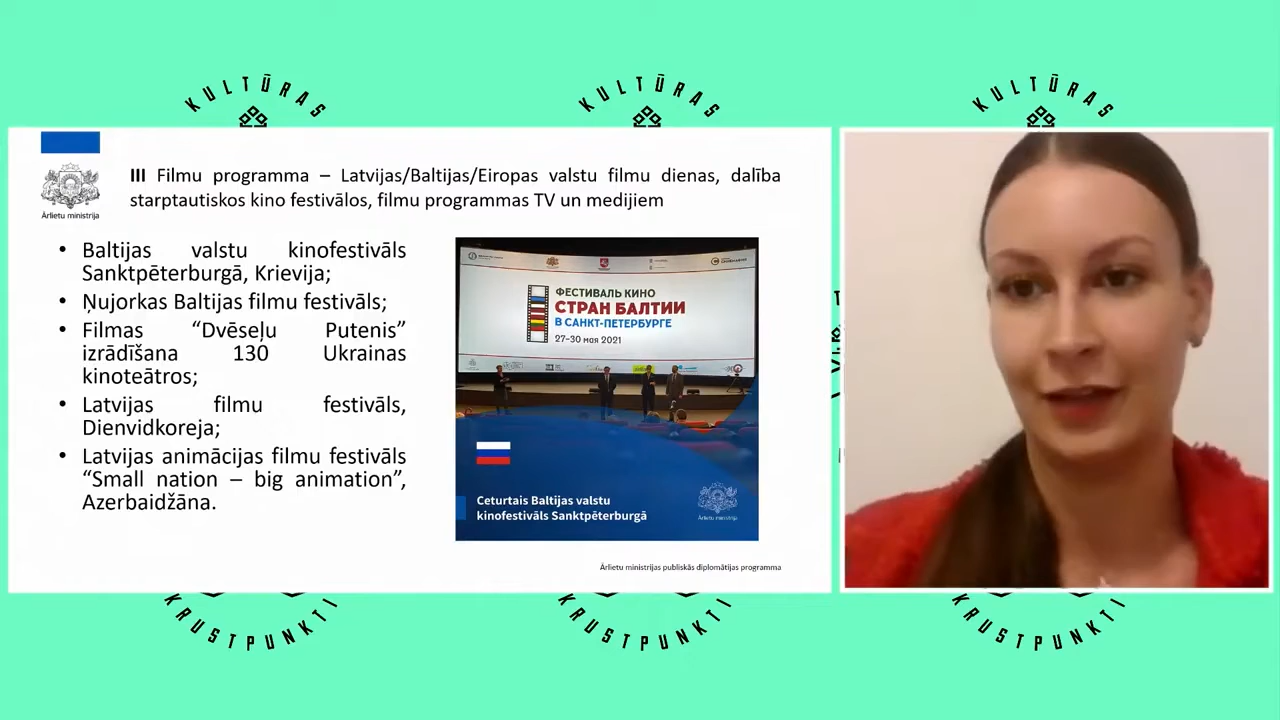 KULTŪRAS
KULTŪRAS
KULTŪRAS
Ārlietu ministrija
III Filmu programma – Latvijas/Baltijas/Eiropas valstu filmu dienas, dalība
starptautiskos kino festivālos, filmu programmas TV un medijiem
• Baltijas valstu kinofestivāls
Sanktpēterburgā, Krievija;
• Ņujorkas Baltijas filmu festivāls;
• Filmas “Dvēseļu Putenis”
izrādīšana 130 Ukrainas
kinoteātros;
• Latvijas filmu festivāls,
Dienvidkoreja;
• Latvijas animācijas filmu festivāls
“Small nation – big animation”,
Azerbaidžāna.
ФЕСТИВАЛЬ КИНО
СТРАН БАЛТИИ
В САНКТ-ПЕТЕРБУРГЕ
27-30 мая 2021
Ceturtais Baltijas valstu
kinofestivāls Sanktpēterburgā
Ārlietu ministrija
Ārlietu ministrijas publiskās diplomātijas programma
KRUSTPUNKTI
KRUSTPUNKTI
KRUSTPUNKTI